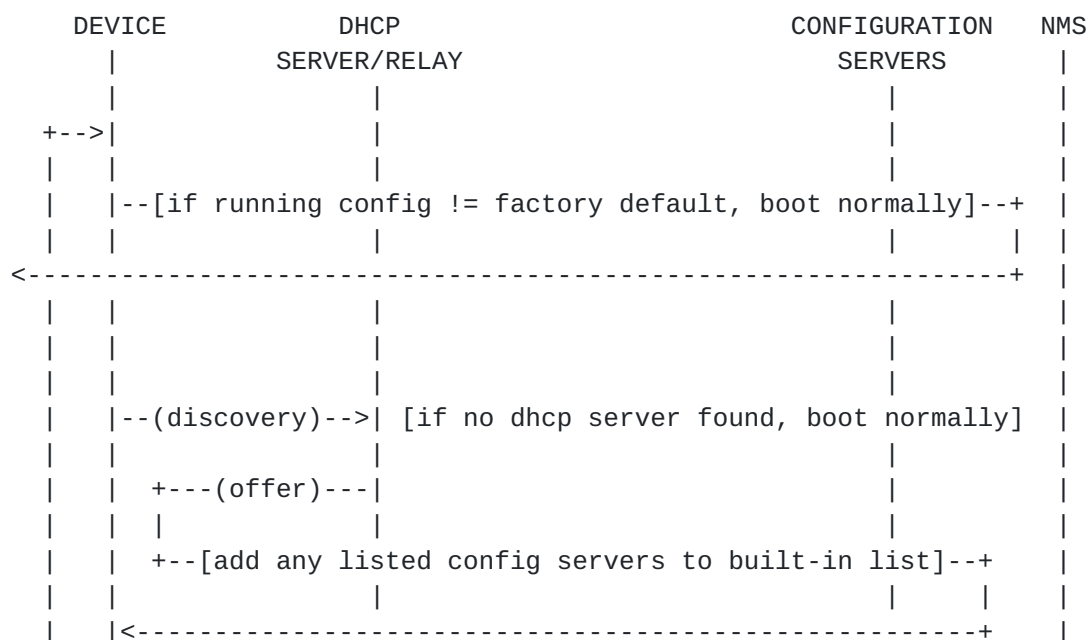 DEVICE           DHCP                         CONFIGURATION   NMS
      |          SERVER/RELAY                        SERVERS       |
      |                 |                                 |          |
  +-->|                 |                                 |          |
  |   |                 |                                 |          |
  |   |--[if running config != factory default, boot normally]--+  |
  |   |                 |                                 |       |  |
<----------------------------------------------------------------+  |
  |   |                 |                                 |          |
  |   |                 |                                 |          |
  |   |                 |                                 |          |
  |   |--(discovery)-->| [if no dhcp server found, boot normally]  |
  |   |                 |                                 |          |
  |   |  +---(offer)---|                                 |          |
  |   |  |              |                                 |          |
  |   |  +--[add any listed config servers to built-in list]--+    |
  |   |                 |                                 |     |    |
  |   |<--------------------------------------------------------+    |